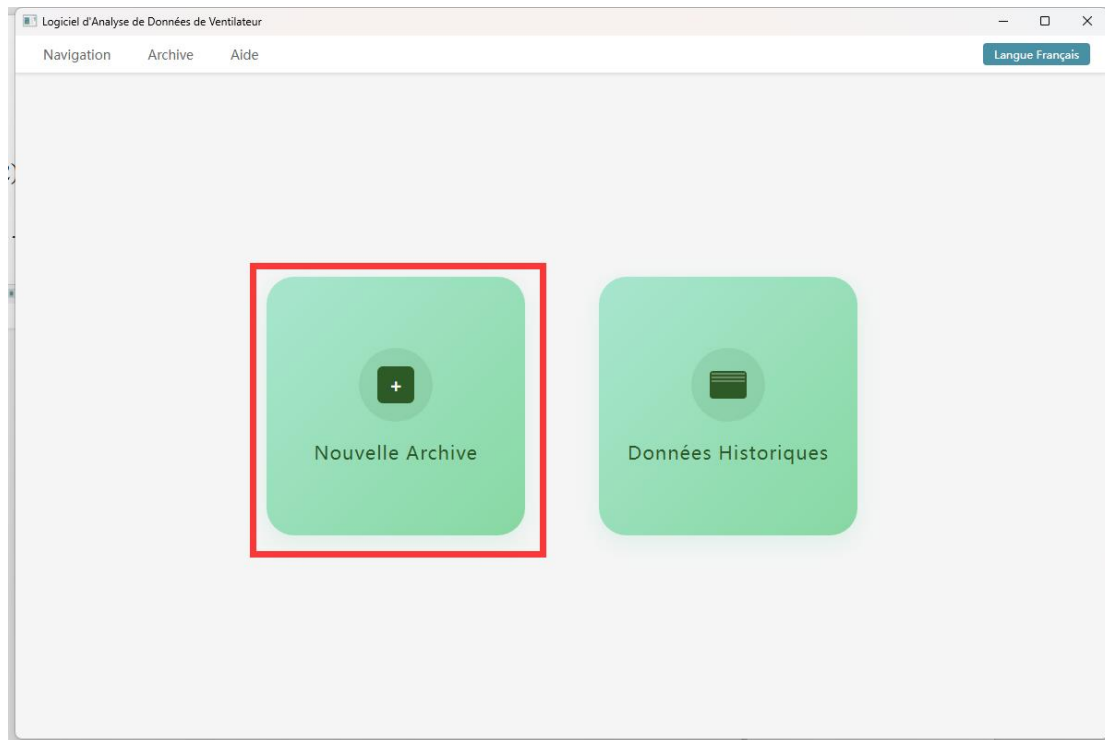 Logiciel d'Analyse de Données de Ventilateur
Navigation Archive Aide Langue Français
+
Nouvelle Archive Données Historiques